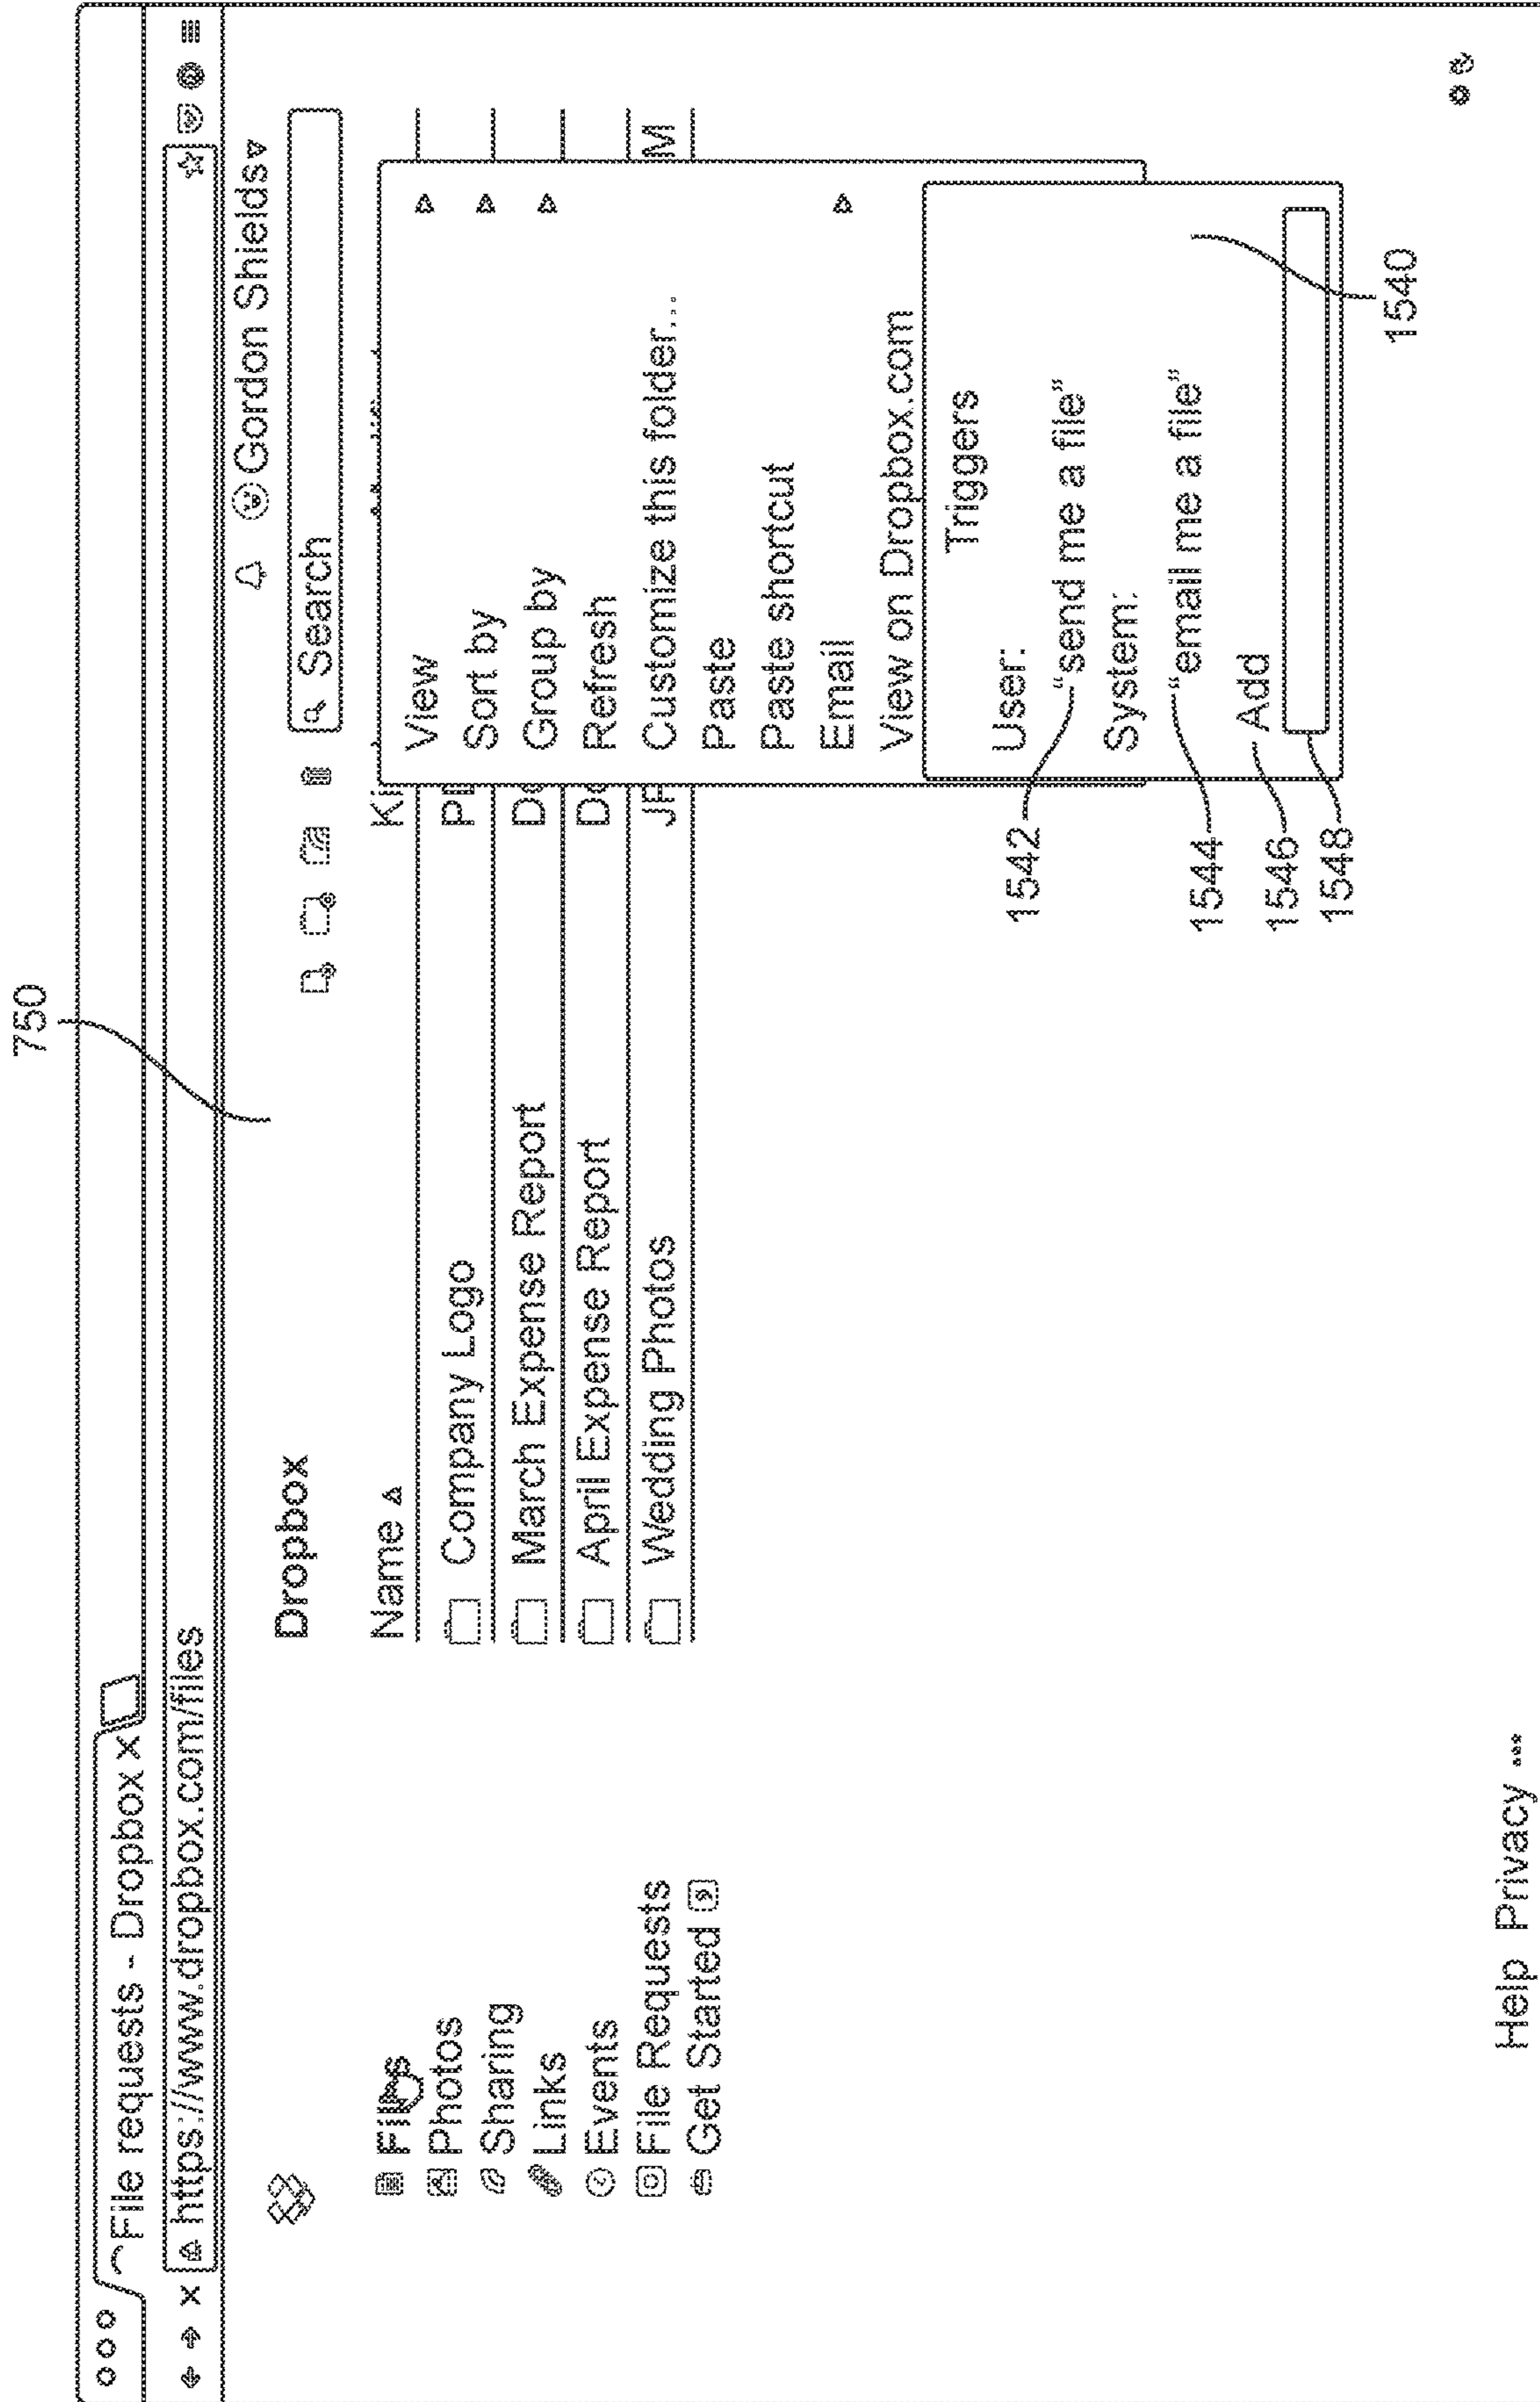 750
File requests - Dropbox x
https://www.dropbox.com/files
Gordon Shields
Dropbox
Search
Files
Photos
Sharing
Links
Events
File Requests
Get Started
Name
Company Logo
March Expense Report
April Expense Report
Wedding Photos
Ki
D
D
JP
M
View
Sort by
Group by
Refresh
Customize this folder...
Paste
Paste shortcut
Email
View on Dropbox.com
Triggers
User:
1542
“send me a file”
System:
1544
“email me a file”
1546
Add
1548
1540
Help Privacy ...